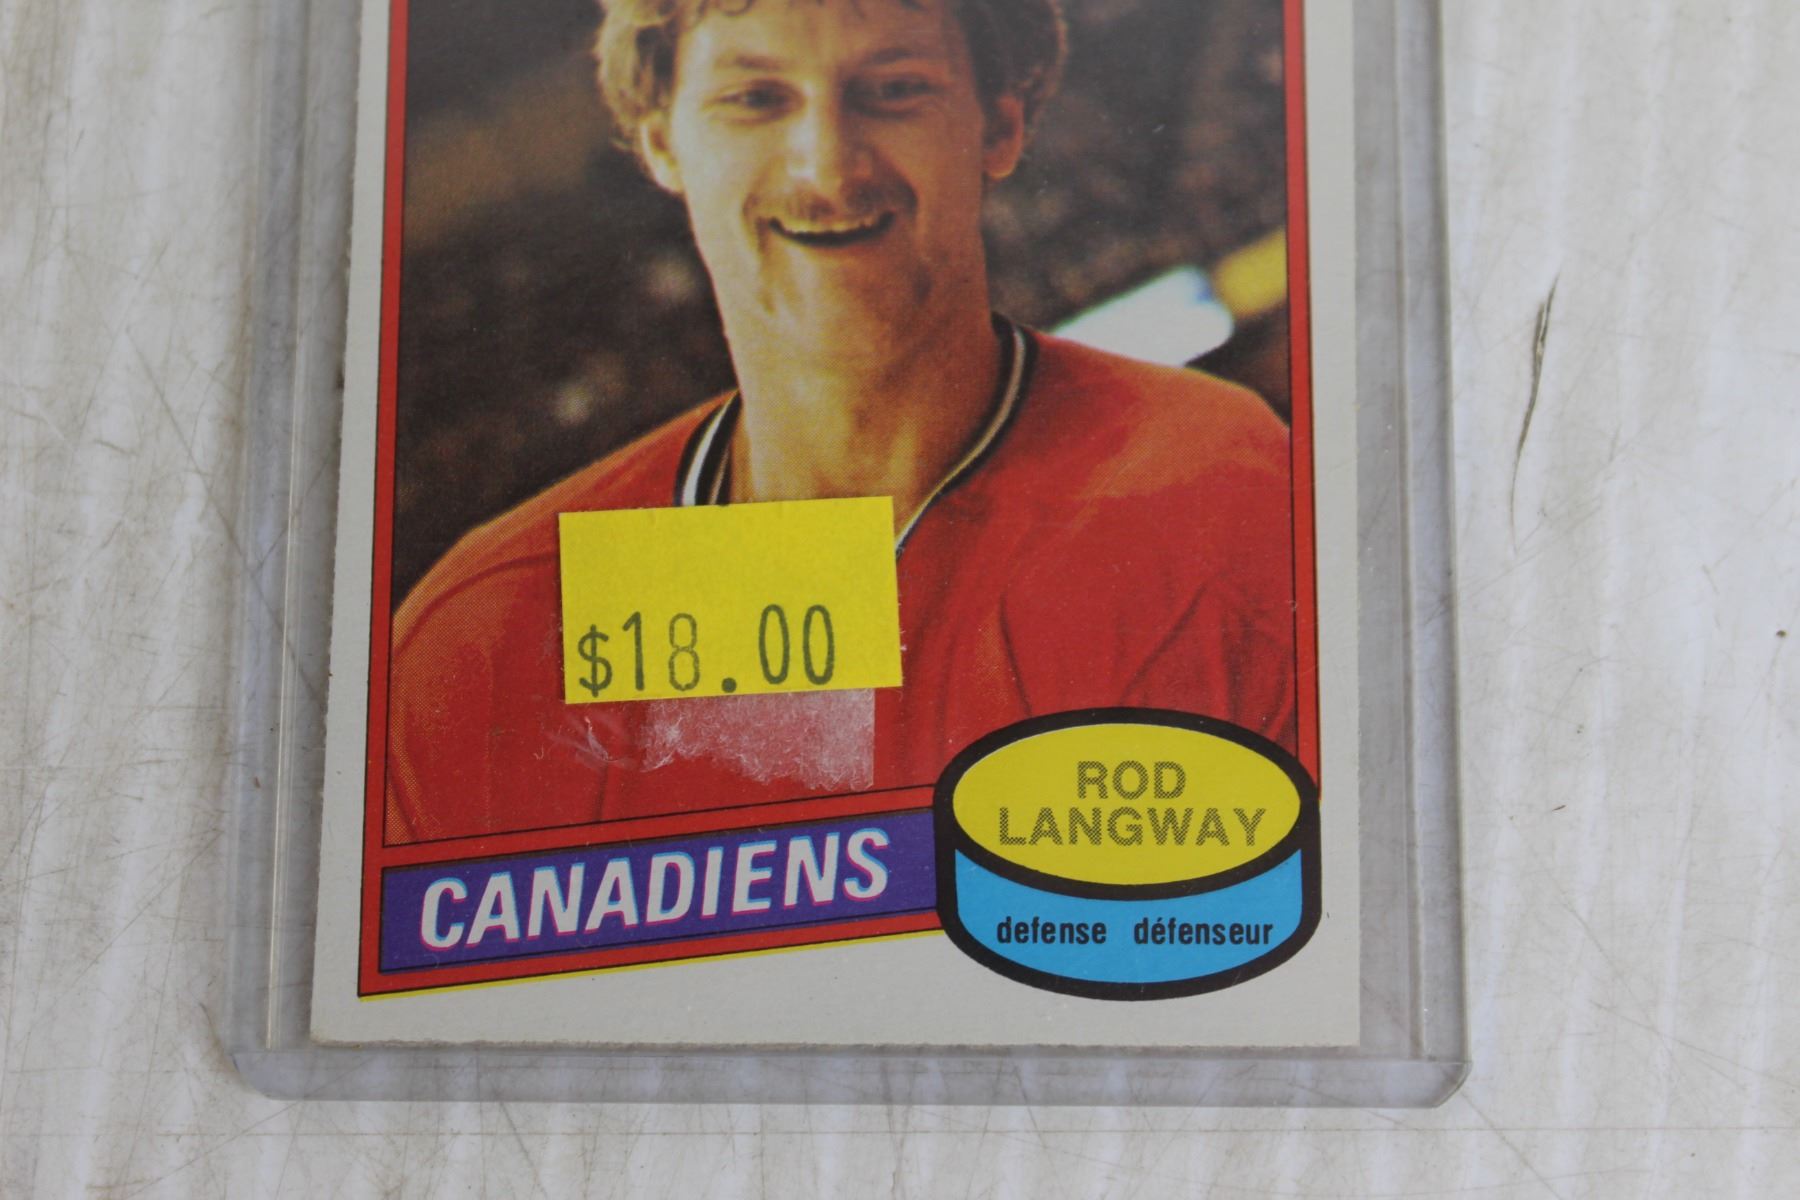 $18.00
ROD
LANGWAY
CANADIENS
defense défenseur